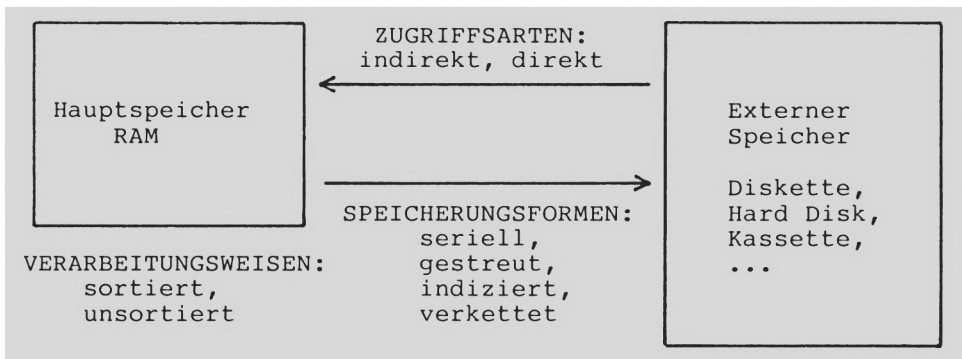 ZUGRIFFSARTEN:
indirekt, direkt
Hauptspeicher
RAM
Externer
Speicher
Diskette,
Hard Disk,
Kassette,
...
SPEICHERUNGSFORMEN:
seriell,
gestreut,
indiziert,
verkettet
VERARBEITUNGSWEISEN:
sortiert,
unsortiert